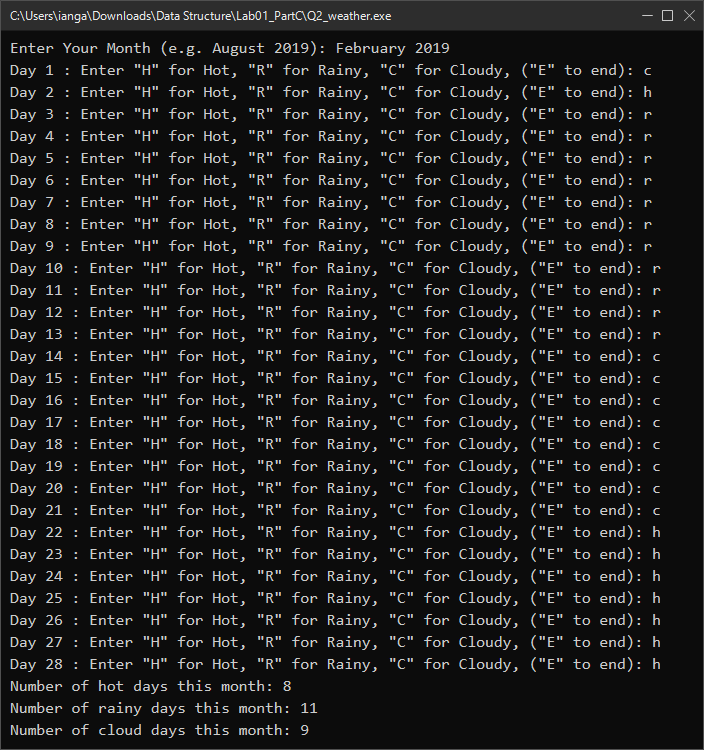 C:\Users\ianga\Downloads\Data Structure\Lab01_PartC\Q2_weather.exe
Enter Your Month (e.g. August 2019): February 2019
Day 1 : Enter "H" for Hot, "R" for Rainy, "C" for Cloudy, ("E" to end): c
Day 2 : Enter "H" for Hot, "R" for Rainy, "C" for Cloudy, ("E" to end): h
Day 3 : Enter "H" for Hot, "R" for Rainy, "C" for Cloudy, ("E" to end): r
Day 4 : Enter "H" for Hot, "R" for Rainy, "C" for Cloudy, ("E" to end): r
Day 5 : Enter "H" for Hot, "R" for Rainy, "C" for Cloudy, ("E" to end): r
Day 6 : Enter "H" for Hot, "R" for Rainy, "C" for Cloudy, ("E" to end): r
Day 7 : Enter "H" for Hot, "R" for Rainy, "C" for Cloudy, ("E" to end): r
Day 8 : Enter "H" for Hot, "R" for Rainy, "C" for Cloudy, ("E" to end): r
Day 9 : Enter "H" for Hot, "R" for Rainy, "C" for Cloudy, ("E" to end): r
Day 10 : Enter "H" for Hot, "R" for Rainy, "C" for Cloudy, ("E" to end): r
Day 11 : Enter "H" for Hot, "R" for Rainy, "C" for Cloudy, ("E" to end): r
Day 12 : Enter "H" for Hot, "R" for Rainy, "C" for Cloudy, ("E" to end): r
Day 13 : Enter "H" for Hot, "R" for Rainy, "C" for Cloudy, ("E" to end): r
Day 14 : Enter "H" for Hot, "R" for Rainy, "C" for Cloudy, ("E" to end): c
Day 15 : Enter "H" for Hot, "R" for Rainy, "C" for Cloudy, ("E" to end): c
Day 16 : Enter "H" for Hot, "R" for Rainy, "C" for Cloudy, ("E" to end): c
Day 17 : Enter "H" for Hot, "R" for Rainy, "C" for Cloudy, ("E" to end): c
Day 18 : Enter "H" for Hot, "R" for Rainy, "C" for Cloudy, ("E" to end): c
Day 19 : Enter "H" for Hot, "R" for Rainy, "C" for Cloudy, ("E" to end): c
Day 20 : Enter "H" for Hot, "R" for Rainy, "C" for Cloudy, ("E" to end): c
Day 21 : Enter "H" for Hot, "R" for Rainy, "C" for Cloudy, ("E" to end): c
Day 22 : Enter "H" for Hot, "R" for Rainy, "C" for Cloudy, ("E" to end): h
Day 23 : Enter "H" for Hot, "R" for Rainy, "C" for Cloudy, ("E" to end): h
Day 24 : Enter "H" for Hot, "R" for Rainy, "C" for Cloudy, ("E" to end): h
Day 25 : Enter "H" for Hot, "R" for Rainy, "C" for Cloudy, ("E" to end): h
Day 26 : Enter "H" for Hot, "R" for Rainy, "C" for Cloudy, ("E" to end): h
Day 27 : Enter "H" for Hot, "R" for Rainy, "C" for Cloudy, ("E" to end): h
Day 28 : Enter "H" for Hot, "R" for Rainy, "C" for Cloudy, ("E" to end): h
Number of hot days this month: 8
Number of rainy days this month: 11
Number of cloud days this month: 9